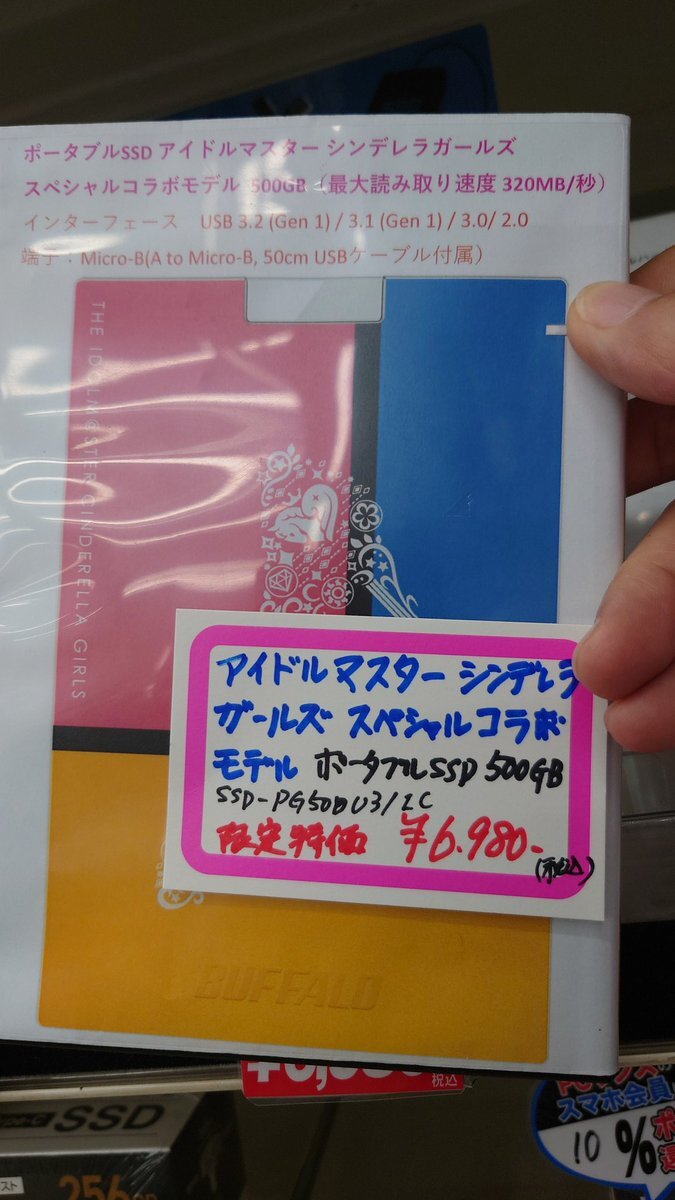 ポータブルSSD アイドルマスター シンデレラガールズ
スペシャルコラボモデル 500GB（最大読み取り速度 320MB/秒）
インターフェース USB 3.2 (Gen 1) / 3.1 (Gen 1) / 3.0/ 2.0
端子：Micro-B(A to Micro-B, 50cm USBケーブル付属）
THE IDOLM@STER CINDERELLA GIRLS
アイドルマスター シンデレラ
ガールズ スペシャルコラボ
モデル ポータブルSSD 500GB
SSD-PG500U3/IC
限定特価 ¥6.980-
(税込)
BUFFALO
税込
SSD
256GB
スマホ会員
10%